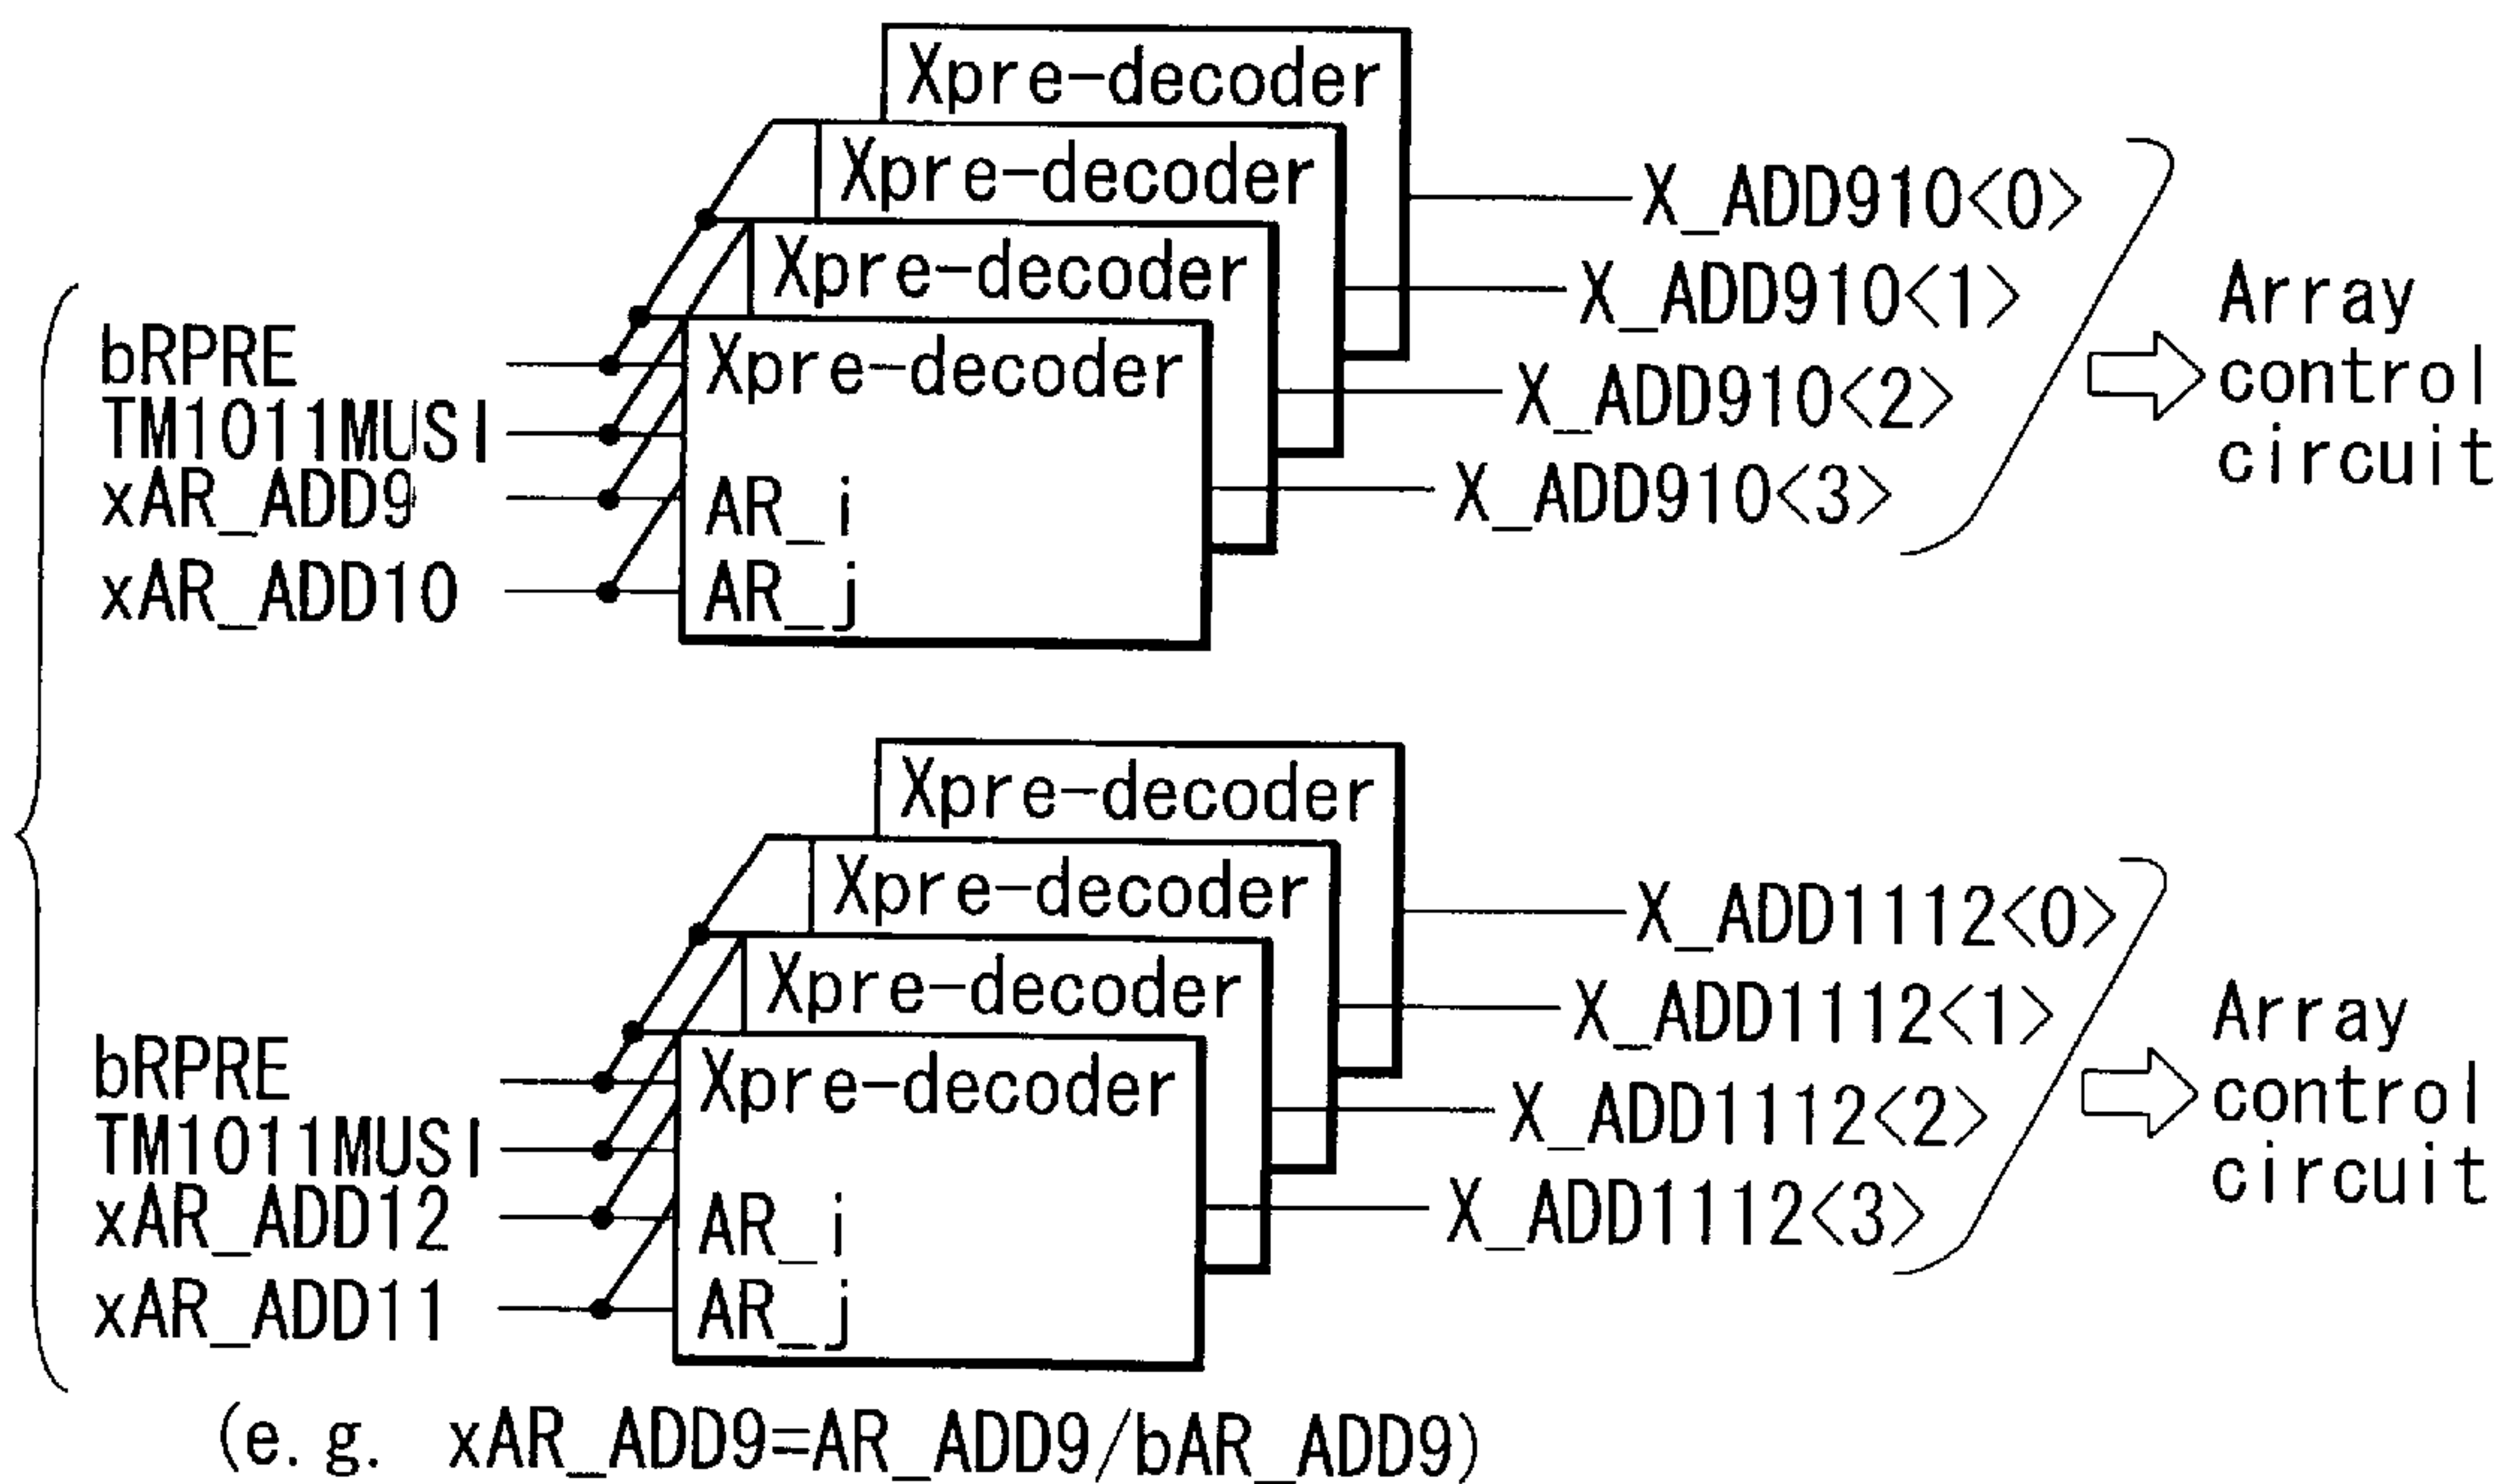 Xpre-decoder
Xpre-decoder
Xpre-decoder
Xpre-decoder
bRPRE
TM1011MUSI
xAR_ADD9
xAR_ADD10
AR_i
AR_j
X_ADD910<0>
X_ADD910<1>
X_ADD910<2>
X_ADD910<3>
Array
control
circuit
Xpre-decoder
Xpre-decoder
Xpre-decoder
Xpre-decoder
bRPRE
TM1011MUSI
xAR_ADD12
xAR_ADD11
AR_i
AR_j
X_ADD1112<0>
X_ADD1112<1>
X_ADD1112<2>
X_ADD1112<3>
Array
control
circuit
(e.g. xAR_ADD9=AR_ADD9/bAR_ADD9)